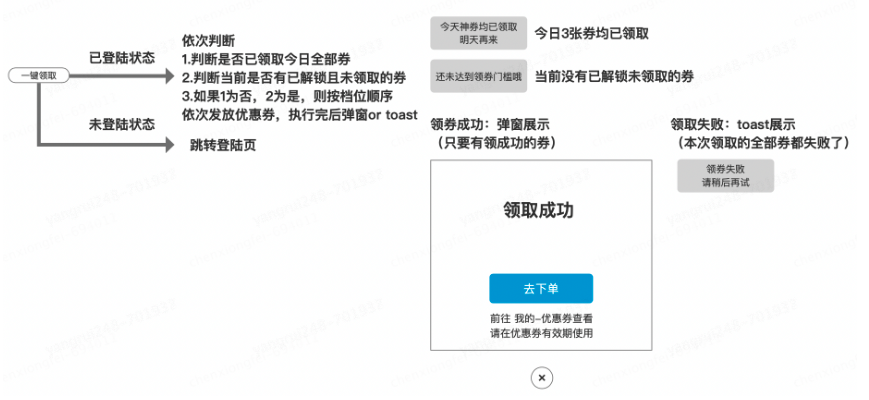 一键领取
已登陆状态
未登陆状态
依次判断
1.判断是否已领取今日全部券
2.判断当前是否有已解锁且未领取的券
3.如果1为否，2为是，则按档位顺序
依次发放优惠券，执行完后弹窗or toast
跳转登陆页
今天神券均已领取
明天再来
今日3张券均已领取
还未达到领券门槛哦
当前没有已解锁未领取的券
领券成功：弹窗展示
（只要有领成功的券）
领取成功
去下单
前往 我的-优惠券查看
请在优惠券有效期使用
领取失败：toast展示
（本次领取的全部券都失败了）
领券失败
请稍后再试